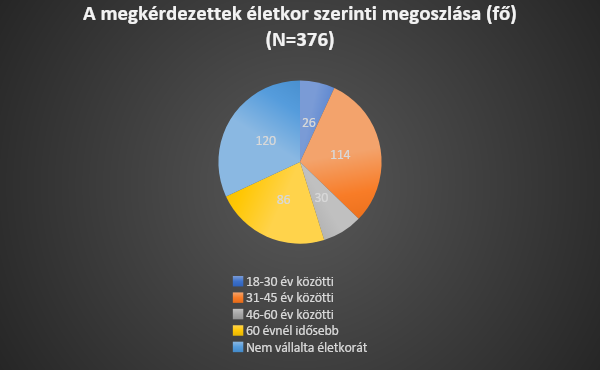 A megkérdezettek életkor szerinti megoszlása (fő)
(N=376)
26
114
30
86
120
18-30 év közötti
31-45 év közötti
46-60 év közötti
60 évnél idősebb
Nem vállalta életkorát